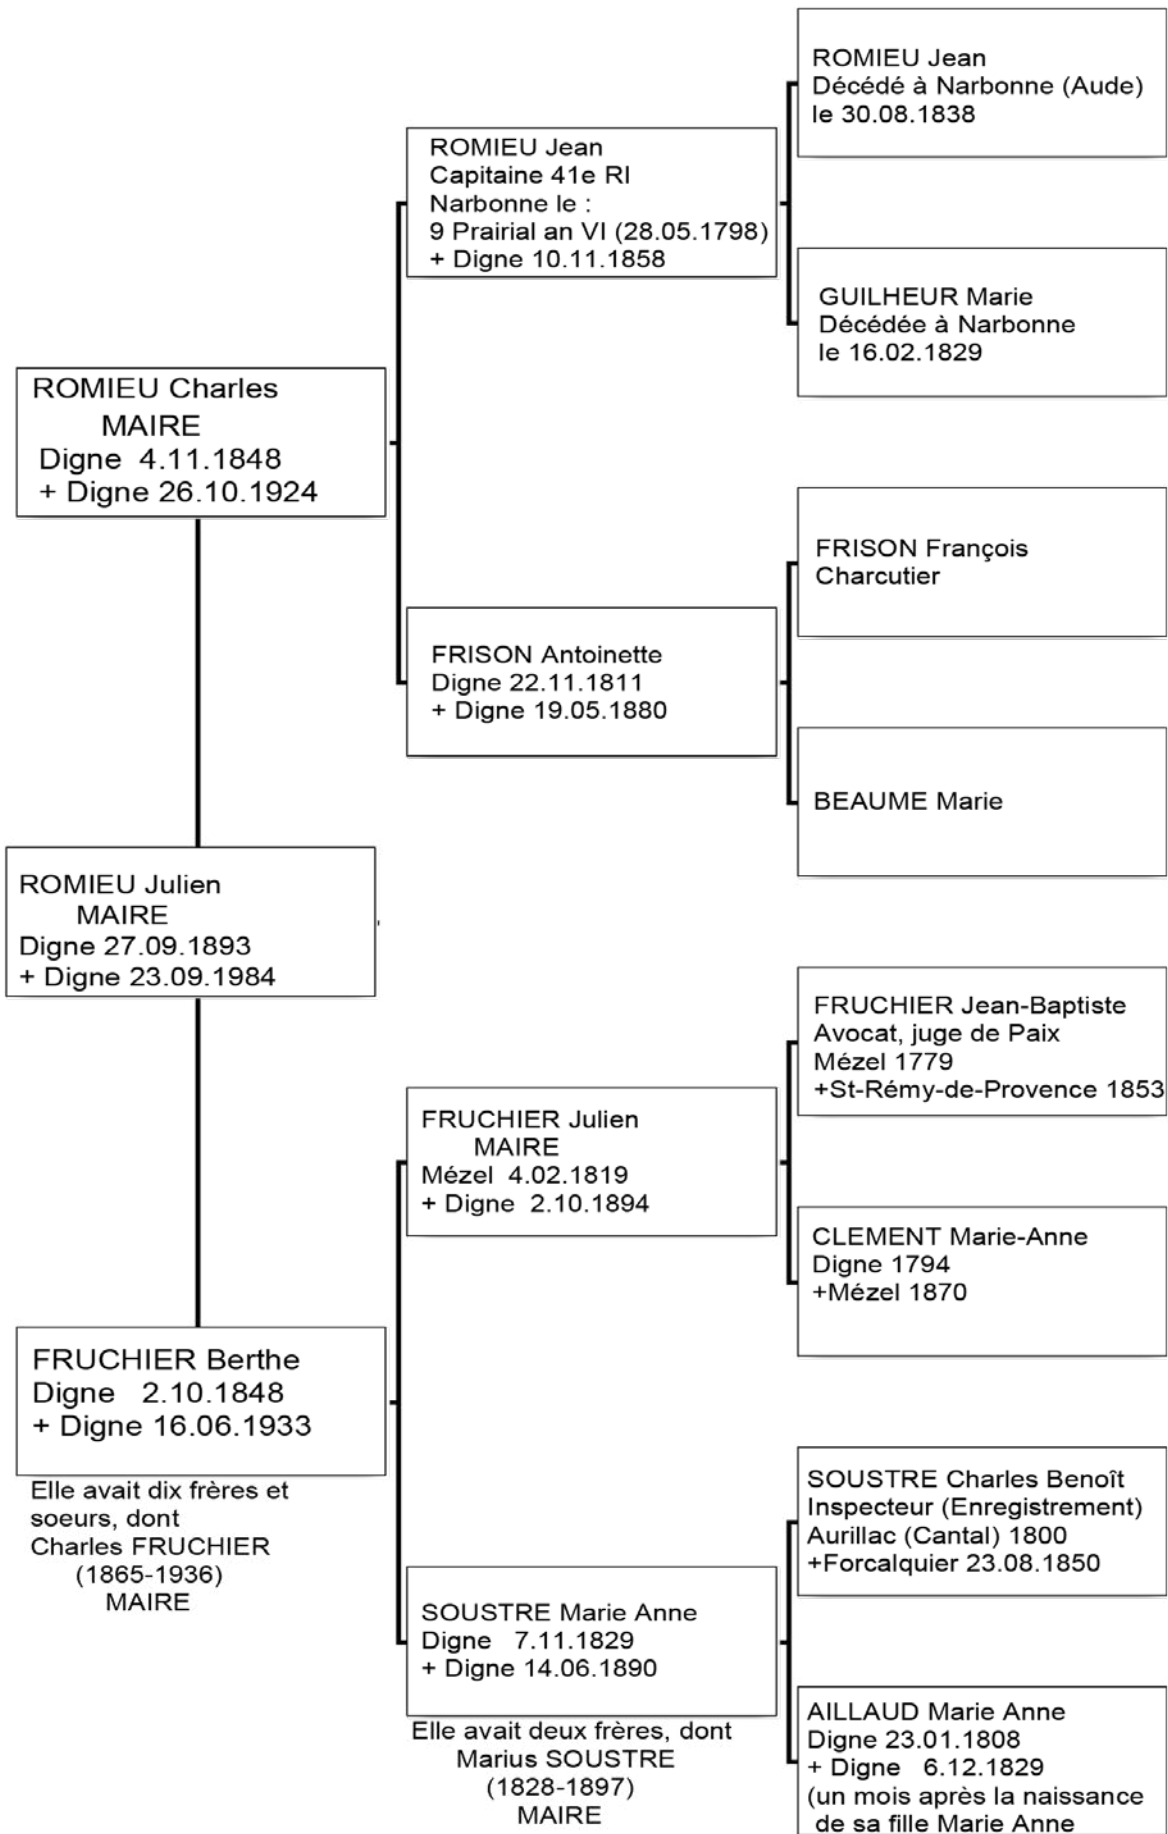 ROMIEU Jean
Décédé à Narbonne (Aude)
le 30.08.1838
ROMIEU Jean
Capitaine 41e RI
Narbonne le :
9 Prairial an VI (28.05.1798)
+ Digne 10.11.1858
GUILHEUR Marie
Décédée à Narbonne
le 16.02.1829
ROMIEU Charles
MAIRE
Digne 4.11.1848
+ Digne 26.10.1924
FRISON François
Charcutier
FRISON Antoinette
Digne 22.11.1811
+ Digne 19.05.1880
BEAUME Marie
ROMIEU Julien
MAIRE
Digne 27.09.1893
+ Digne 23.09.1984
FRUCHIER Jean-Baptiste
Avocat, juge de Paix
Mézel 1779
+St-Rémy-de-Provence 1853
FRUCHIER Julien
MAIRE
Mézel 4.02.1819
+ Digne 2.10.1894
CLEMENT Marie-Anne
Digne 1794
+Mézel 1870
FRUCHIER Berthe
Digne 2.10.1848
+ Digne 16.06.1933
Elle avait dix frères et
soeurs, dont
Charles FRUCHIER
(1865-1936)
MAIRE
SOUSTRE Charles Benoît
Inspecteur (Enregistrement)
Aurillac (Cantal) 1800
+Forcalquier 23.08.1850
SOUSTRE Marie Anne
Digne 7.11.1829
+ Digne 14.06.1890
Elle avait deux frères, dont
Marius SOUSTRE
(1828-1897)
MAIRE
AILLAUD Marie Anne
Digne 23.01.1808
+ Digne 6.12.1829
(un mois après la naissance
de sa fille Marie Anne